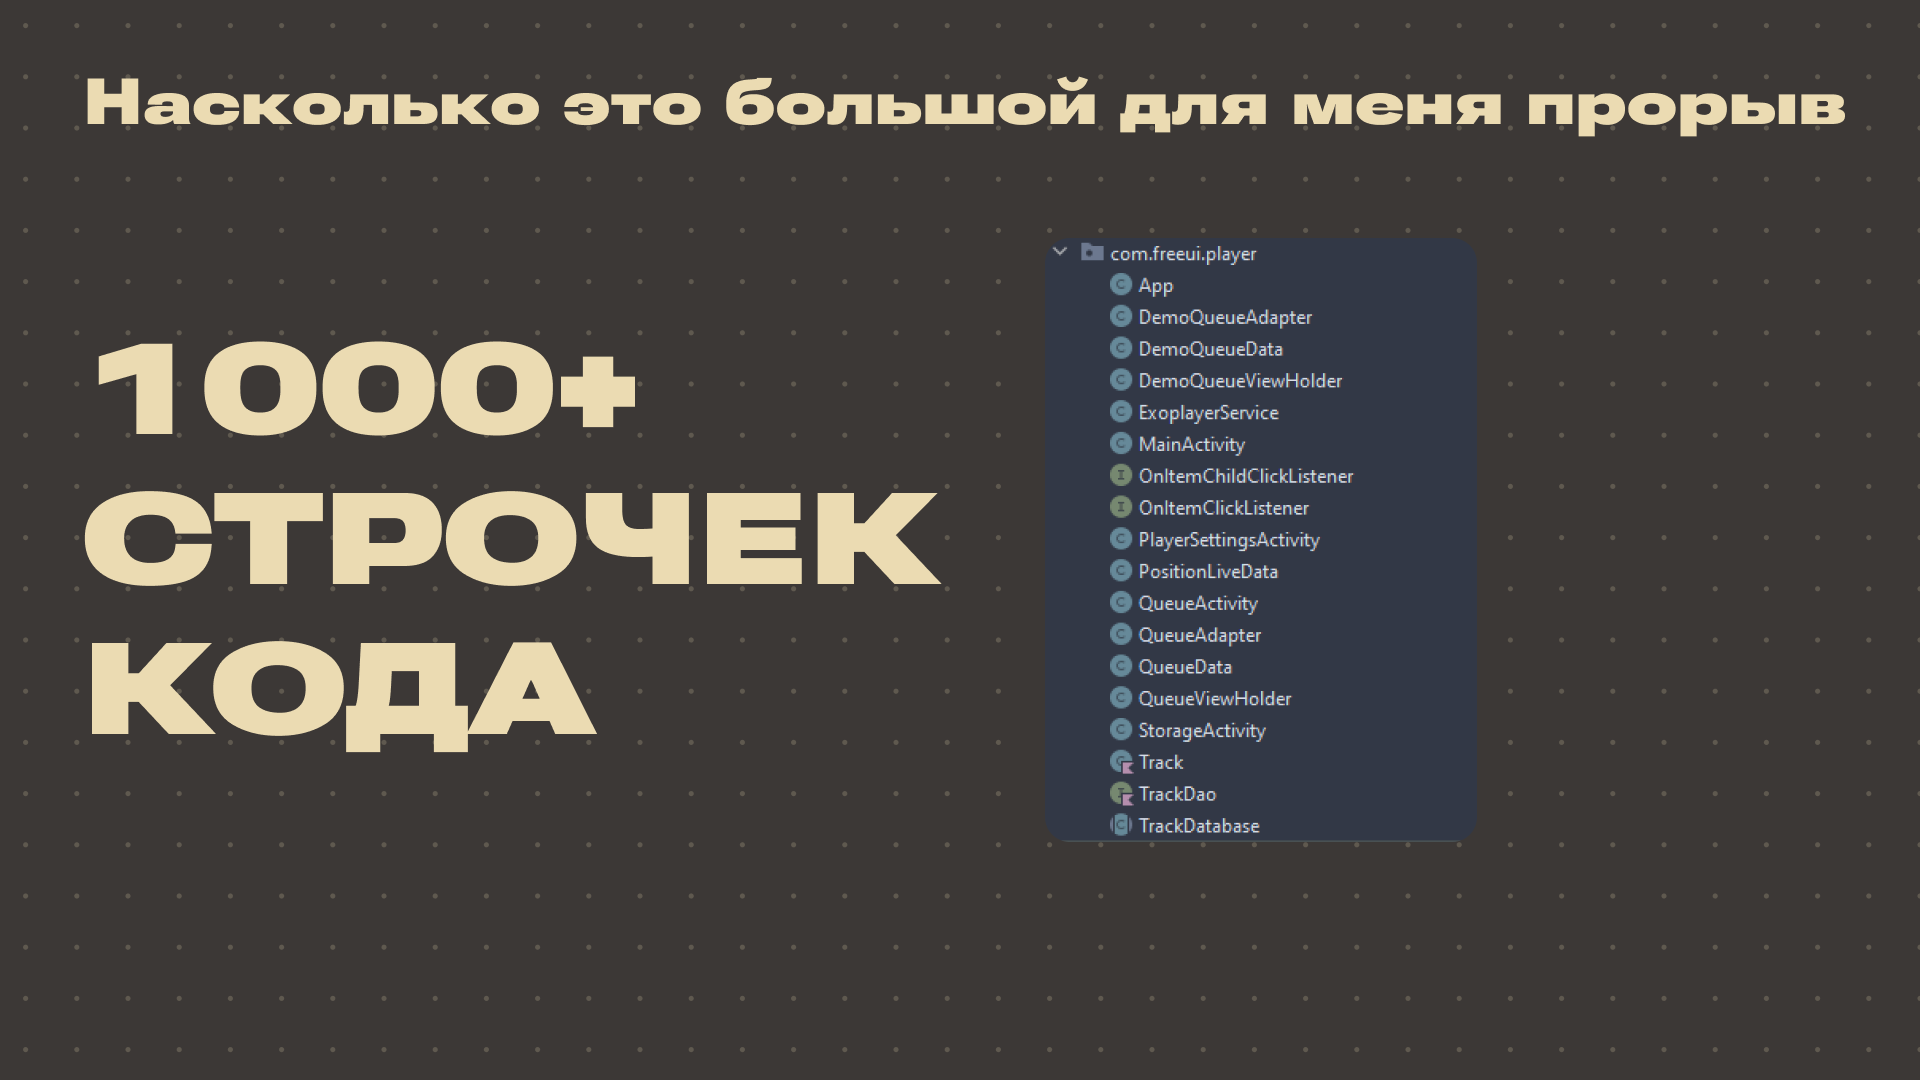 Насколько это большой для меня прорыв
1000+
СТРОЧЕК
КОДА
com.freeui.player
App
DemoQueueAdapter
DemoQueueData
DemoQueueViewHolder
ExoplayerService
MainActivity
OnItemChildClickListener
OnItemClickListener
PlayerSettingsActivity
PositionLiveData
QueueActivity
QueueAdapter
QueueData
QueueViewHolder
StorageActivity
Track
TrackDao
TrackDatabase